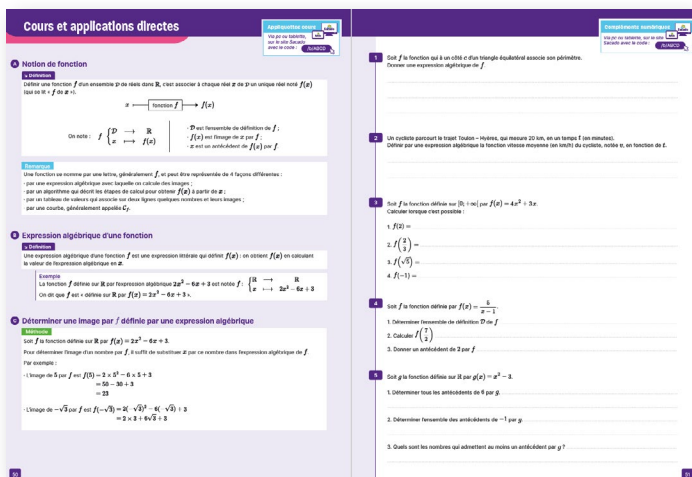 Cours et applications directes
Application cours
Via pc ou tablette,
sur le site Sacado
avec le code :
A Notion de fonction
Définition
Définir une fonction f d'un ensemble D de réels dans ℝ, c'est associer à chaque réel x de D un unique réel noté f(x)
(qui se lit « f de x »).
x → fonction f → f(x)
On note : f { D → ℝ
x ↦ f(x)
· D est l'ensemble de définition de f ;
· f(x) est l'image de x par f ;
· x est un antécédent de f(x) par f.
Remarque
Une fonction se nomme par une lettre, généralement f, et peut être représentée de 4 façons différentes :
· par une expression algébrique avec laquelle on calcule des images ;
· par un algorithme qui décrit les étapes de calcul pour obtenir f(x) à partir de x ;
· par un tableau de valeurs qui associe sur deux lignes quelques nombres et leurs images ;
par une courbe, généralement appelée C_f.
B Expression algébrique d'une fonction
Définition
Une expression algébrique d'une fonction f est une expression littérale qui définit f(x) ; on obtient f(x) en calculant
la valeur de l'expression algébrique en x.
Exemple
La fonction f définie sur ℝ par l'expression algébrique 2x² − 6x + 3 est notée f : { ℝ → ℝ
x ↦ 2x² − 6x + 3
On dit que f est « définie sur ℝ par f(x) = 2x² − 6x + 3 ».
C Déterminer une image par f définie par une expression algébrique
Méthode
Soit f la fonction définie sur ℝ par f(x) = 2x² − 6x + 3.
Pour déterminer l'image d'un nombre par f, il suffit de substituer x par ce nombre dans l'expression algébrique de f.
Par exemple :
· L'image de 5 par f est f(5) = 2 × 5² − 6 × 5 + 3
= 50 − 30 + 3
= 23
· L'image de −√3 par f est f(−√3) = 2(−√3)² − 6(−√3) + 3
= 2 × 3 + 6√3 + 3
50
Compléments numériques
Via pc ou tablette, sur le site
Sacado avec le code :
1 Soit f la fonction qui à un côté c d'un triangle équilatéral associe son périmètre.
Donner une expression algébrique de f.
2 Un cycliste parcourt le trajet Toulon – Hyères, qui mesure 20 km, en un temps t (en minutes).
Définir par une expression algébrique la fonction vitesse moyenne (en km/h) du cycliste, notée v, en fonction de t.
3 Soit f la fonction définie sur [0; +∞[ par f(x) = 4x² + 3x.
Calculer lorsque c'est possible :
1. f(2) =
2. f(2/3) =
3. f(√5) =
4. f(−1) =
4 Soit f la fonction définie par f(x) = 5/(x − 1).
1. Déterminer l'ensemble de définition D de f
2. Calculer f(7/2)
3. Donner un antécédent de 2 par f
5 Soit g la fonction définie sur ℝ par g(x) = x² − 3.
1. Déterminer tous les antécédents de 6 par g.
2. Déterminer l'ensemble des antécédents de −1 par g.
3. Quels sont les nombres qui admettent au moins un antécédent par g ?
51